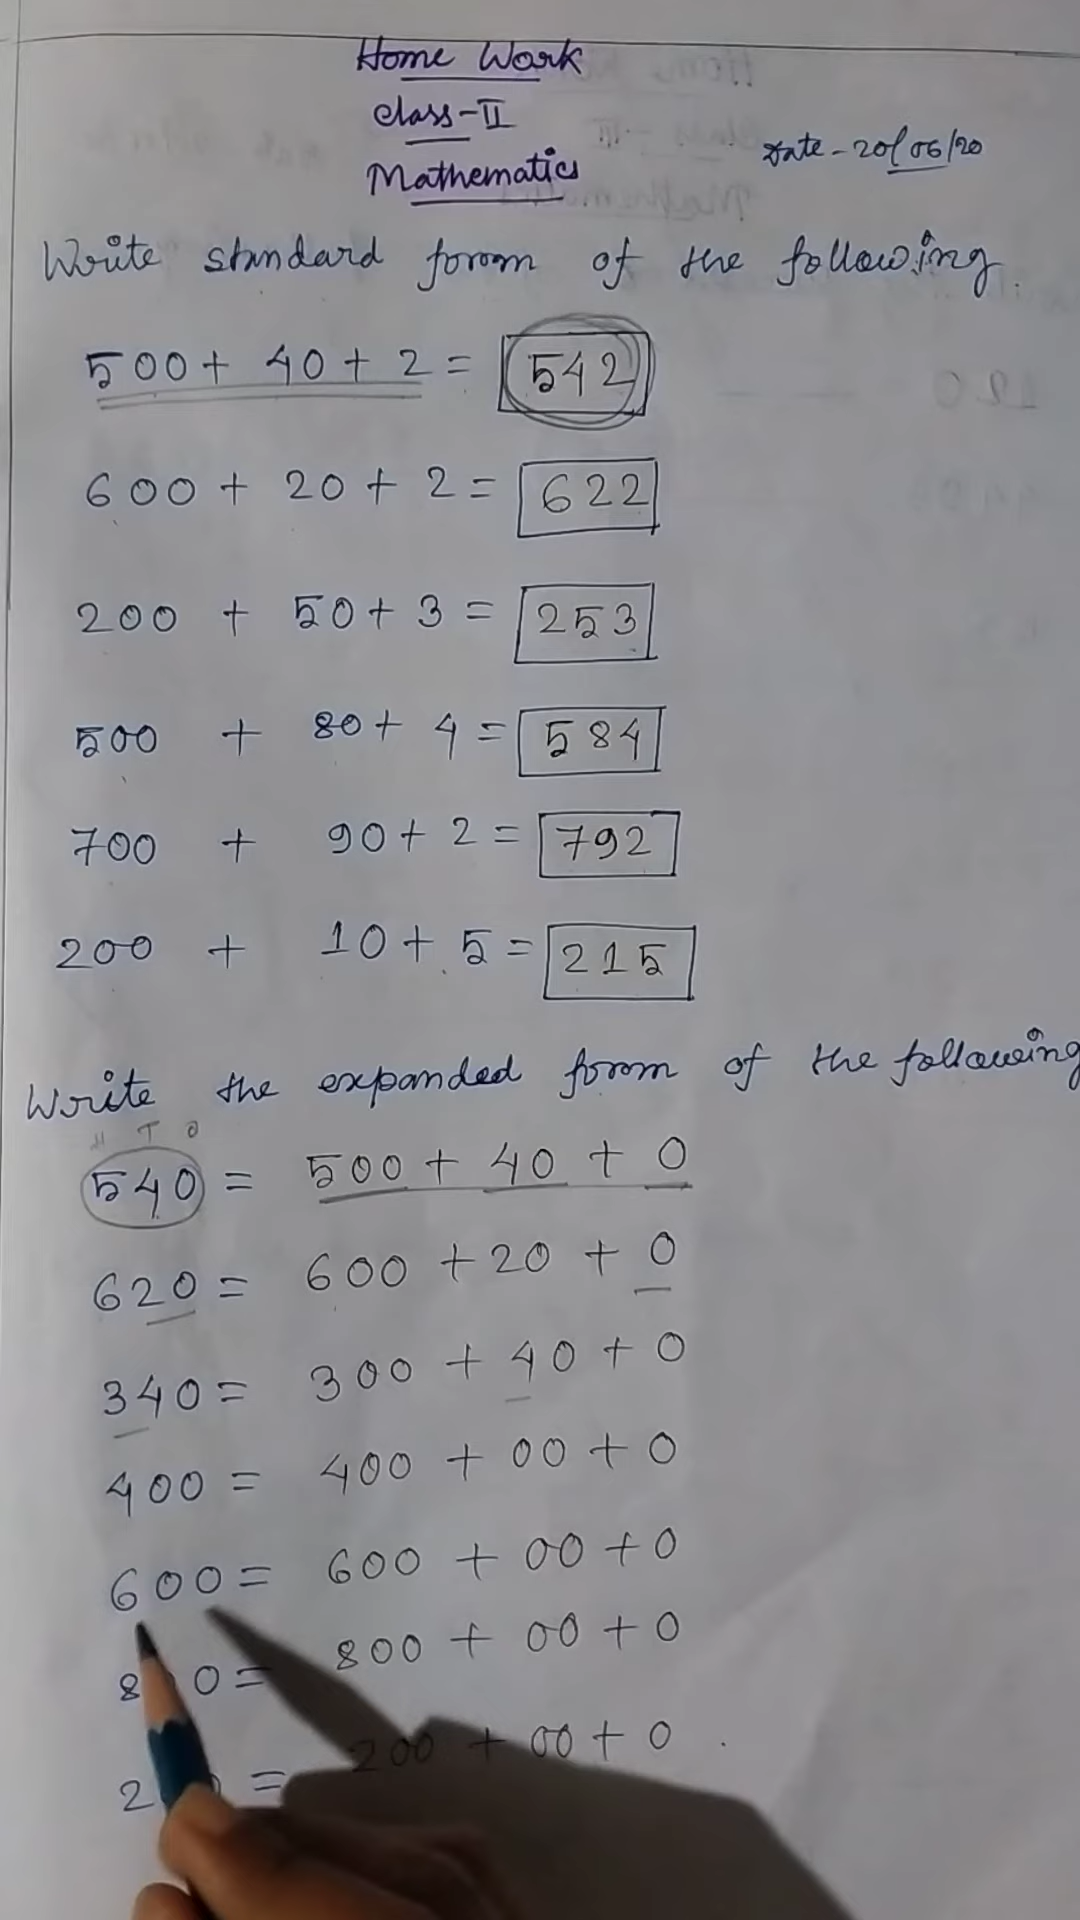 Home Work
Class-II
Mathematics
Date-20/06/20
Write standard form of the following.
500+ 40+ 2 = 542
600 + 20 + 2 = 622
200 + 50+ 3 = 253
500 + 80+ 4 = 584
700 + 90+ 2 = 792
200 + 10+ 5 = 215
Write the expanded form of the following
H T O
540 = 500 + 40 + 0
620 = 600 + 20 + 0
340 = 300 + 40 + 0
400 = 400 + 00 + 0
600 = 600 + 00 + 0
= 800 + 00 + 0
= 200 + 00 + 0